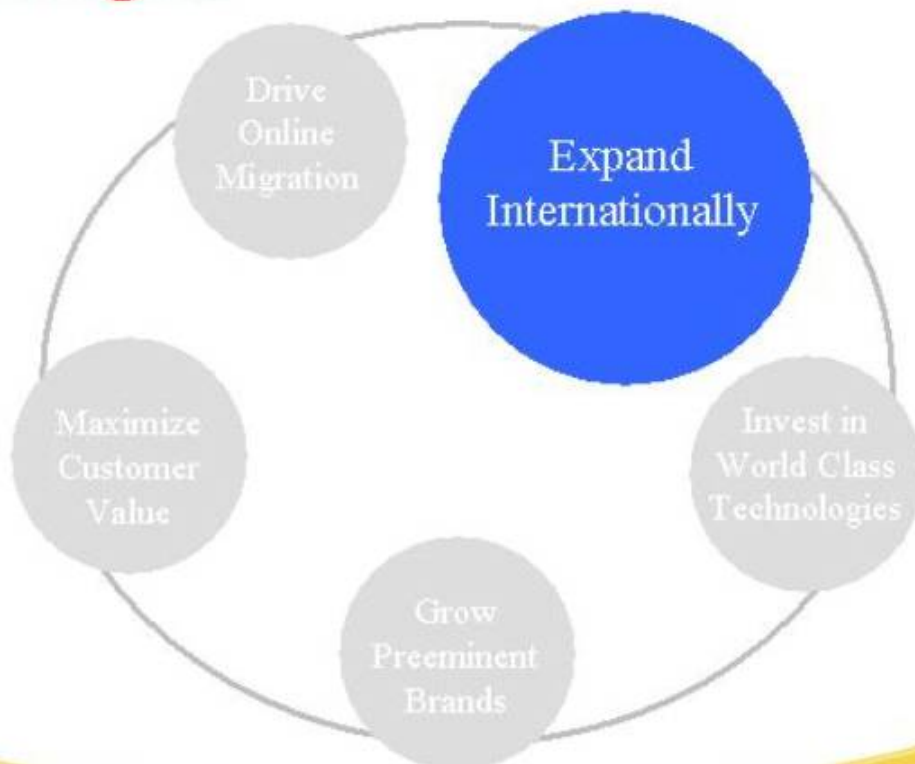 Drive
Online
Migration
Expand
Internationally
Maximize
Customer
Value
Invest in
World Class
Technologies
Grow
Preeminent
Brands